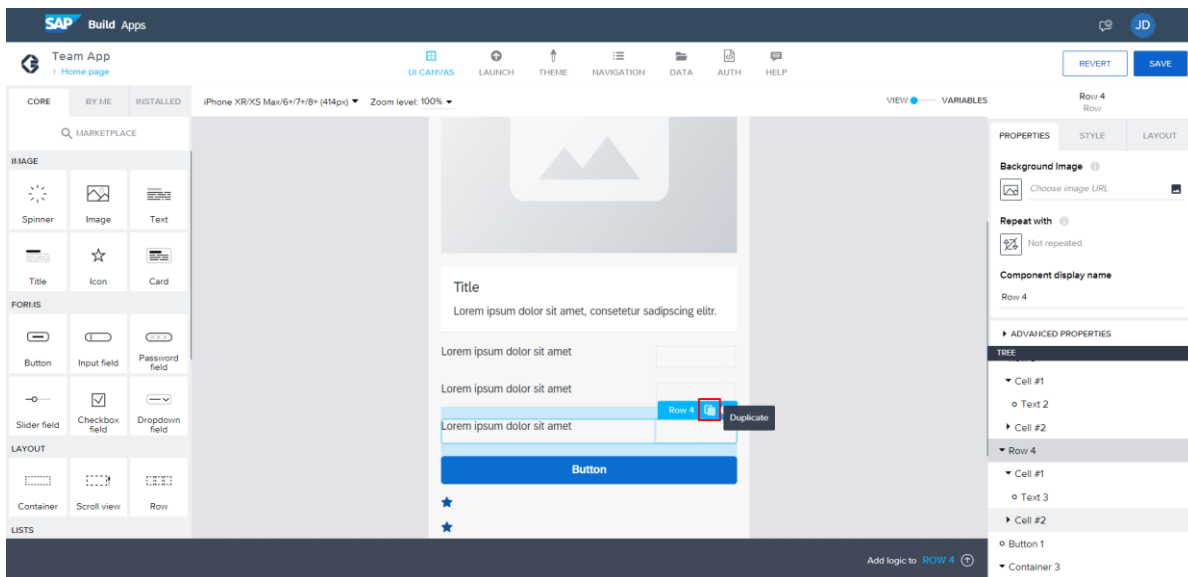 SAP Build Apps
JD
Team App
Home page
UI CANVAS LAUNCH THEME NAVIGATION DATA AUTH HELP
REVERT SAVE
CORE BY ME INSTALLED
iPhone XR/XS Max/6+/7+/8+ (414px) Zoom level: 100%
VIEW VARIABLES
Row 4
Row
MARKETPLACE
PROPERTIES STYLE LAYOUT
IMAGE
Spinner Image Text
Title Icon Card
FORMS
Button Input field Password field
Slider field Checkbox field Dropdown field
LAYOUT
Container Scroll view Row
LISTS
Title
Lorem ipsum dolor sit amet, consetetur sadipscing elitr.
Lorem ipsum dolor sit amet
Lorem ipsum dolor sit amet
Row 4
Duplicate
Lorem ipsum dolor sit amet
Button
Background Image
Choose image URL
Repeat with
Not repeated
Component display name
Row 4
ADVANCED PROPERTIES
TREE
Cell #1
Text 2
Cell #2
Row 4
Cell #1
Text 3
Cell #2
Button 1
Container 3
Add logic to ROW 4